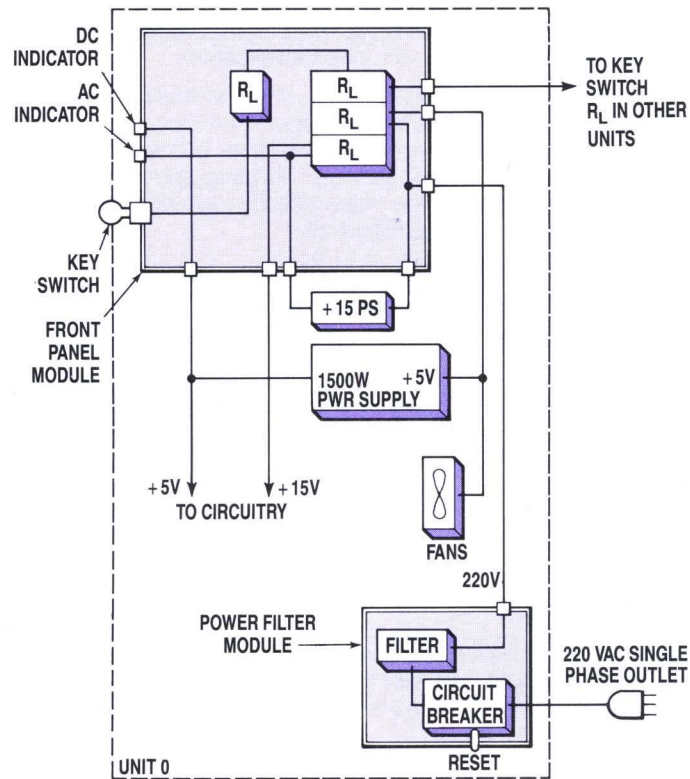 DC
INDICATOR
AC
INDICATOR
KEY
SWITCH
FRONT
PANEL
MODULE
R_L
R_L
R_L
R_L
TO KEY
SWITCH
R_L IN OTHER
UNITS
+15 PS
1500W +5V
PWR SUPPLY
+5V +15V
TO CIRCUITRY
FANS
220V
POWER FILTER
MODULE
FILTER
CIRCUIT
BREAKER
RESET
220 VAC SINGLE
PHASE OUTLET
UNIT 0